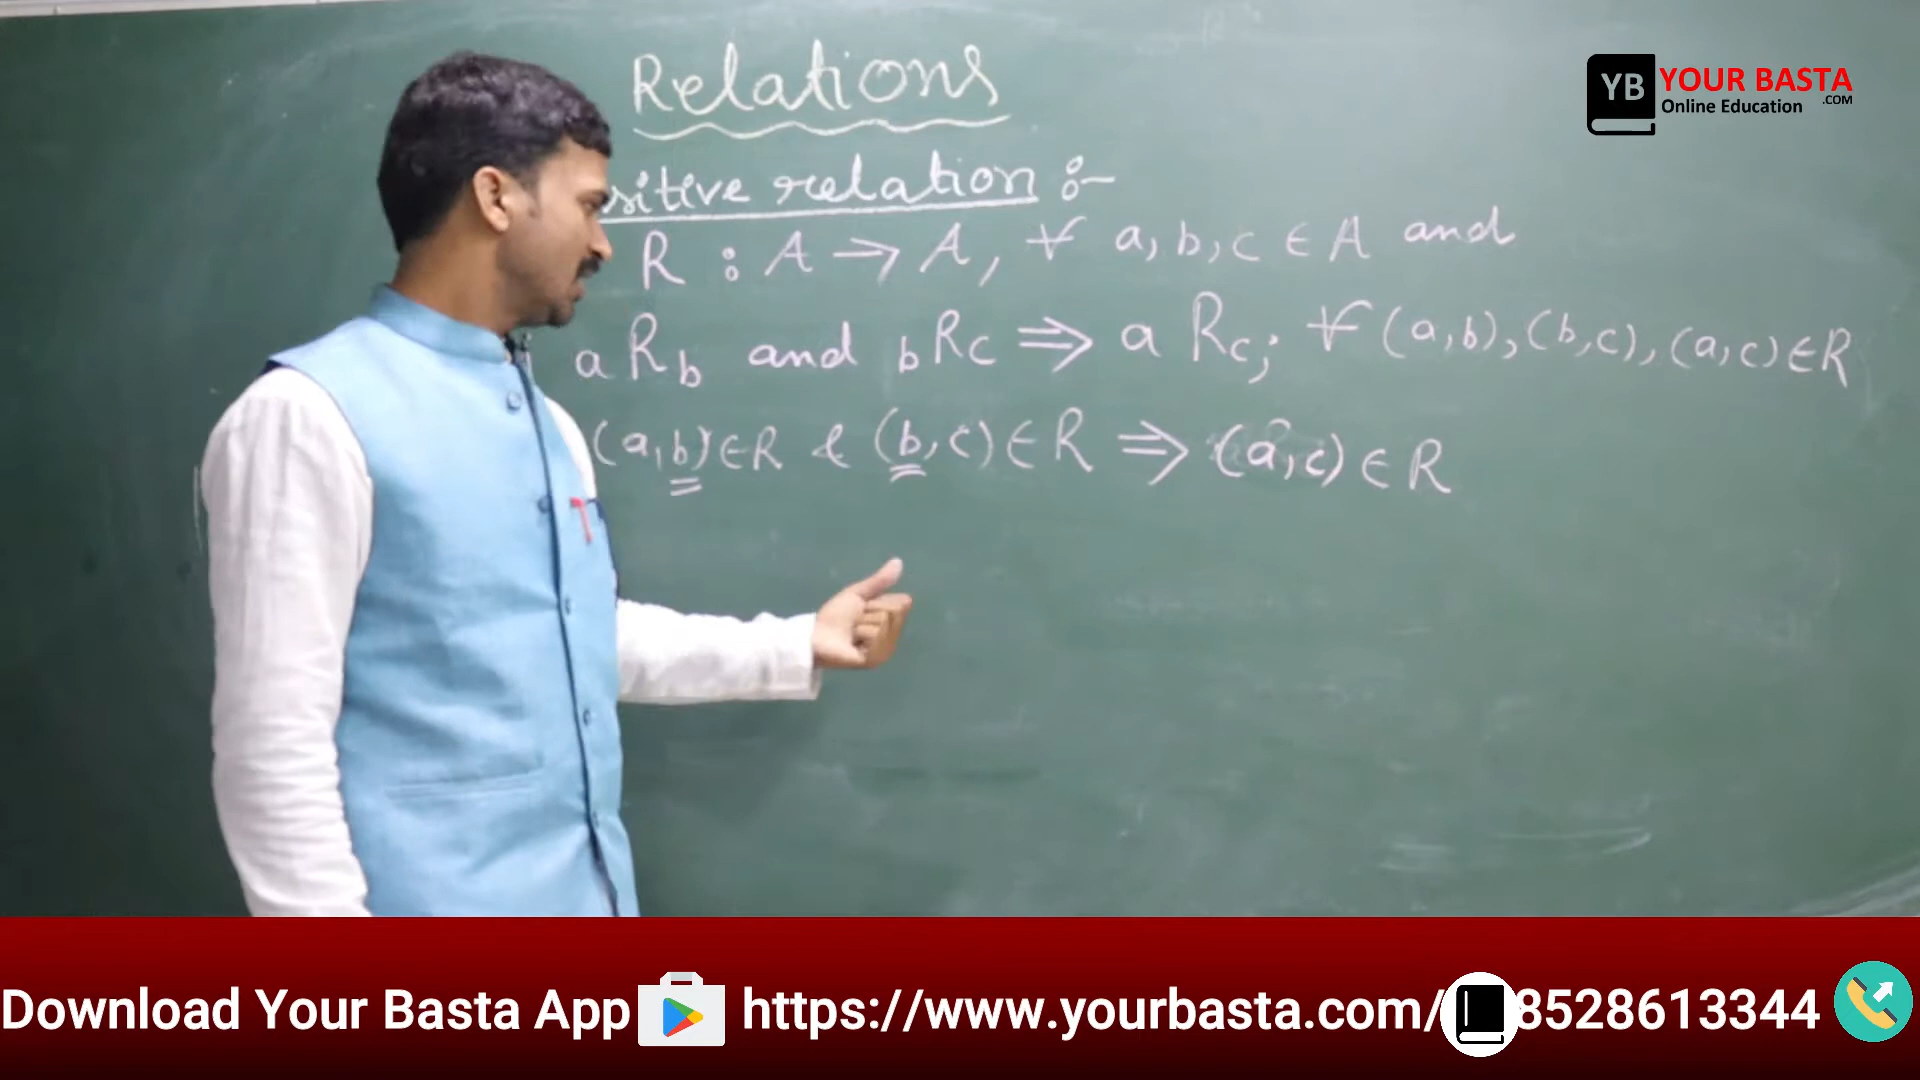 Relations
YB YOUR BASTA
.COM
Online Education
sitive relation :-
R : A → A, ∀ a, b, c ∈ A and
a R b and b R c ⇒ a R c; ∀ (a,b), (b,c), (a,c) ∈ R
(a,b) ∈ R & (b,c) ∈ R ⇒ (a,c) ∈ R
Download Your Basta App https://www.yourbasta.com/ 8528613344